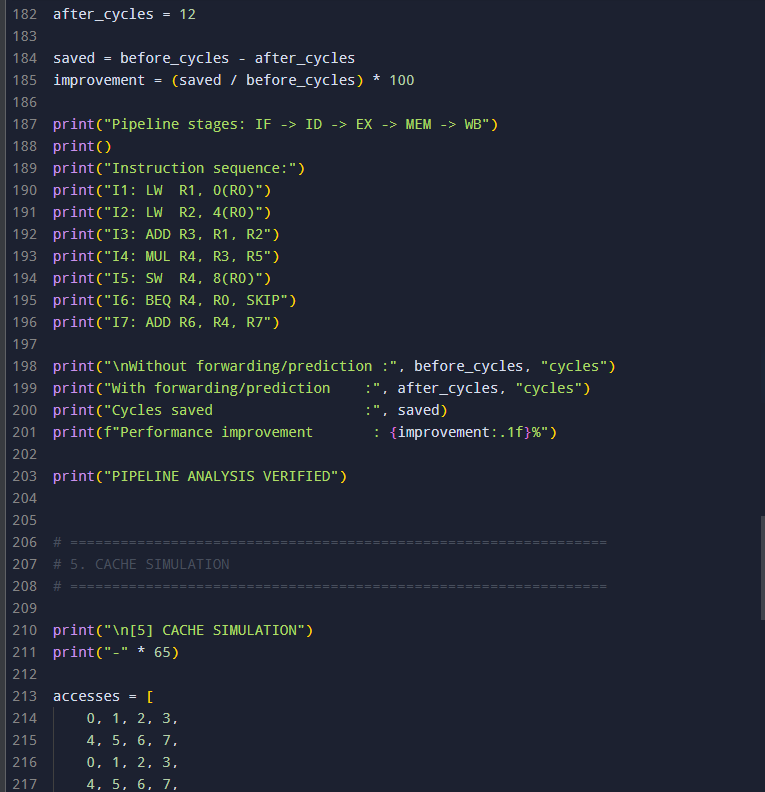 182 after_cycles = 12
183
184 saved = before_cycles - after_cycles
185 improvement = (saved / before_cycles) * 100
186
187 print("Pipeline stages: IF -> ID -> EX -> MEM -> WB")
188 print()
189 print("Instruction sequence:")
190 print("I1: LW  R1, 0(R0)")
191 print("I2: LW  R2, 4(R0)")
192 print("I3: ADD R3, R1, R2")
193 print("I4: MUL R4, R3, R5")
194 print("I5: SW  R4, 8(R0)")
195 print("I6: BEQ R4, R0, SKIP")
196 print("I7: ADD R6, R4, R7")
197
198 print("\nWithout forwarding/prediction :", before_cycles, "cycles")
199 print("With forwarding/prediction    :", after_cycles, "cycles")
200 print("Cycles saved                  :", saved)
201 print(f"Performance improvement       : {improvement:.1f}%")
202
203 print("PIPELINE ANALYSIS VERIFIED")
204
205
206 # ================================================================
207 # 5. CACHE SIMULATION
208 # ================================================================
209
210 print("\n[5] CACHE SIMULATION")
211 print("-" * 65)
212
213 accesses = [
214     0, 1, 2, 3,
215     4, 5, 6, 7,
216     0, 1, 2, 3,
217     4, 5, 6, 7,